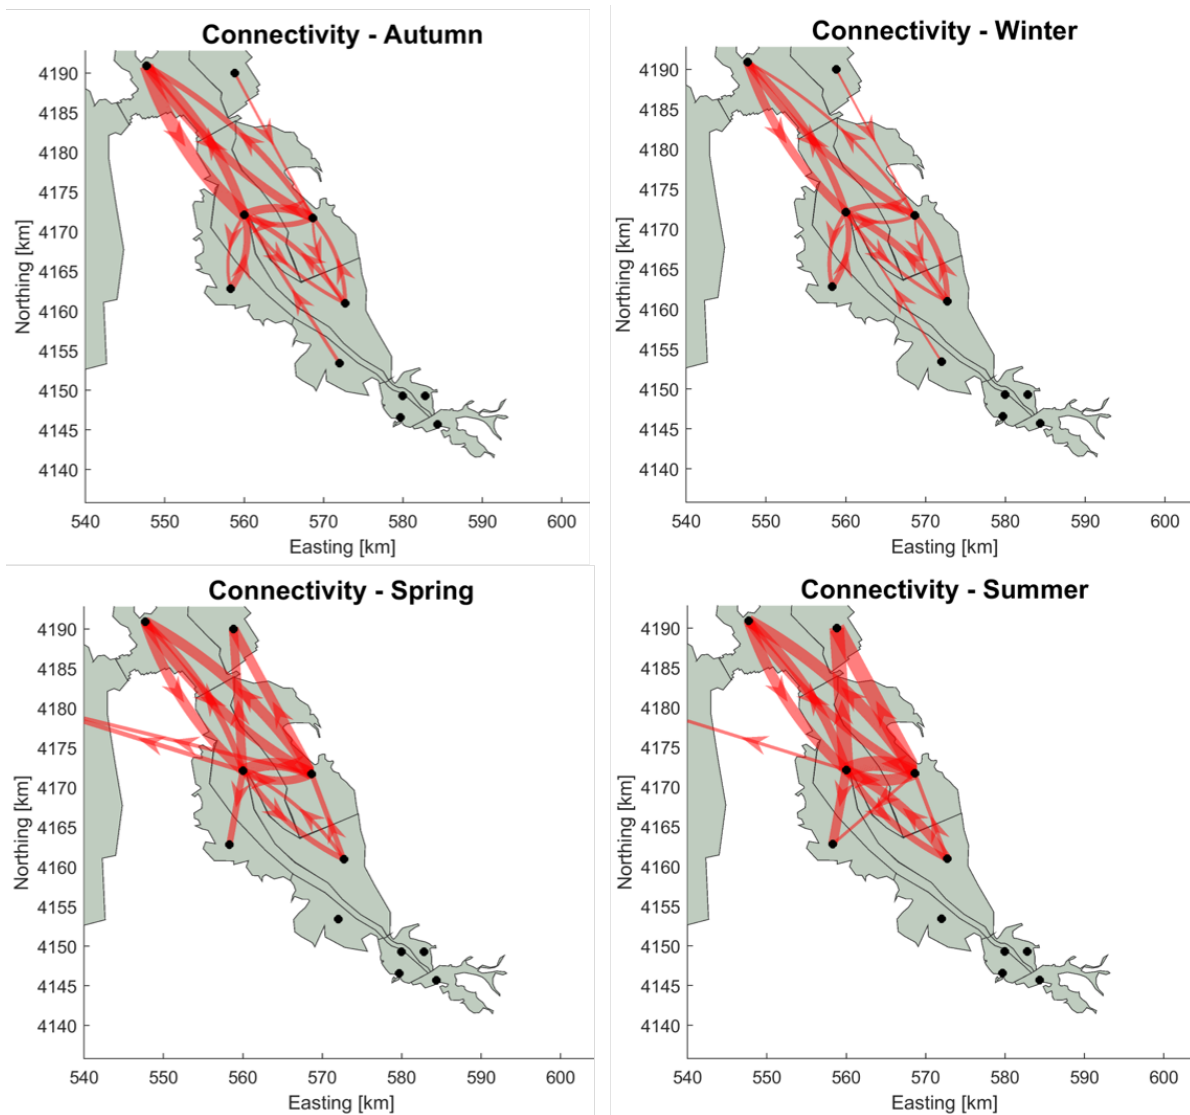 Connectivity - Autumn
4190
4185
4180
4175
4170
4165
4160
4155
4150
4145
4140
Northing [km]
540 550 560 570 580 590 600
Easting [km]
Connectivity - Winter
4190
4185
4180
4175
4170
4165
4160
4155
4150
4145
4140
Northing [km]
540 550 560 570 580 590 600
Easting [km]
Connectivity - Spring
4190
4185
4180
4175
4170
4165
4160
4155
4150
4145
4140
Northing [km]
540 550 560 570 580 590 600
Easting [km]
Connectivity - Summer
4190
4185
4180
4175
4170
4165
4160
4155
4150
4145
4140
Northing [km]
540 550 560 570 580 590 600
Easting [km]